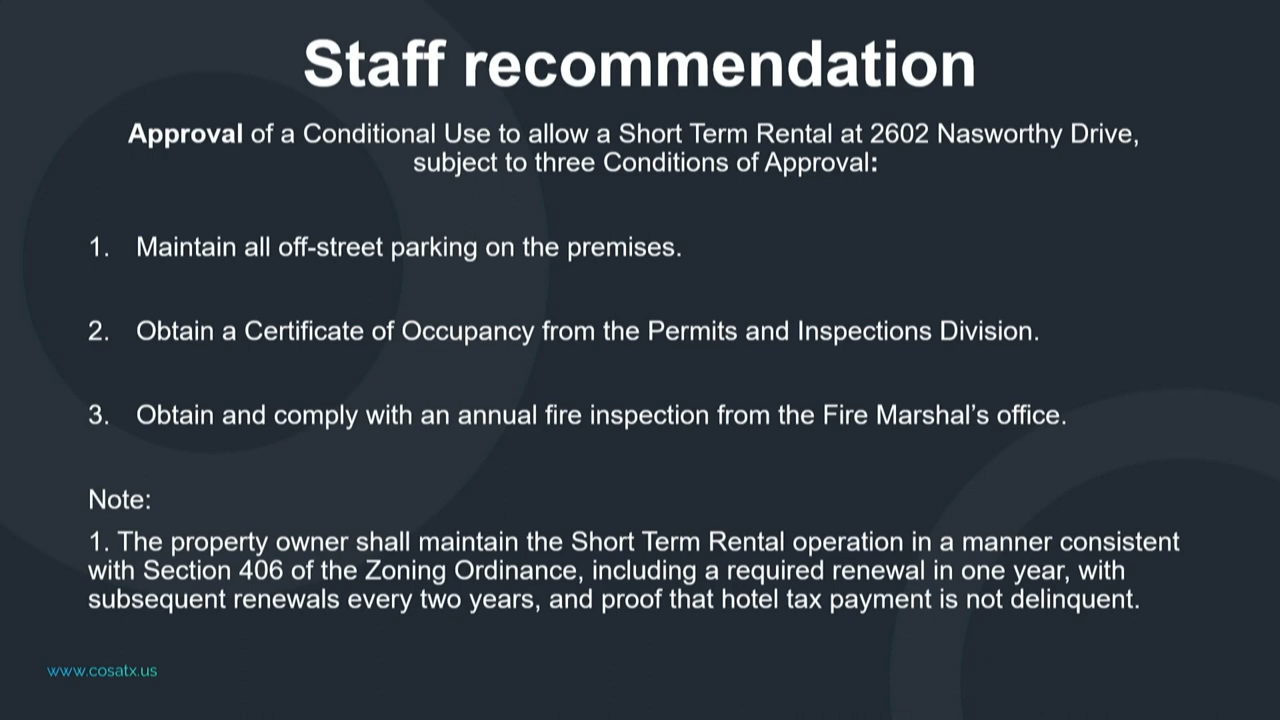 Staff recommendation
Approval of a Conditional Use to allow a Short Term Rental at 2602 Nasworthy Drive,
subject to three Conditions of Approval:
1. Maintain all off-street parking on the premises.
2. Obtain a Certificate of Occupancy from the Permits and Inspections Division.
3. Obtain and comply with an annual fire inspection from the Fire Marshal’s office.
Note:
1. The property owner shall maintain the Short Term Rental operation in a manner consistent
with Section 406 of the Zoning Ordinance, including a required renewal in one year, with
subsequent renewals every two years, and proof that hotel tax payment is not delinquent.
www.cosatx.us